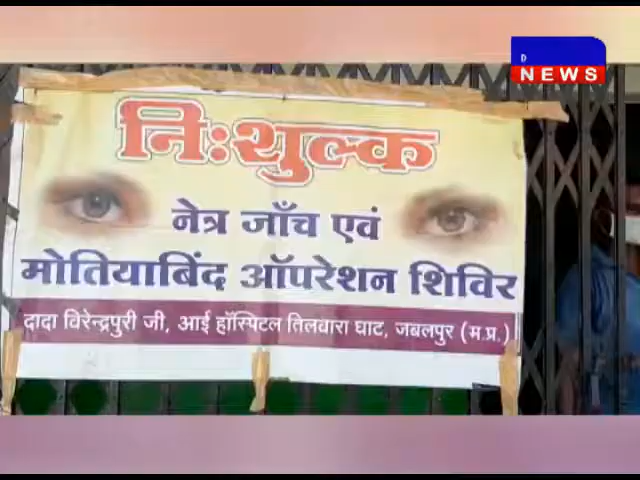 D
NEWS
निःशुल्क
नेत्र जाँच एवं
मोतियाबिंद ऑपरेशन शिविर
दादा विरेन्द्रपुरी जी, आई हॉस्पिटल तिलवारा घाट, जबलपुर (म.प्र.)